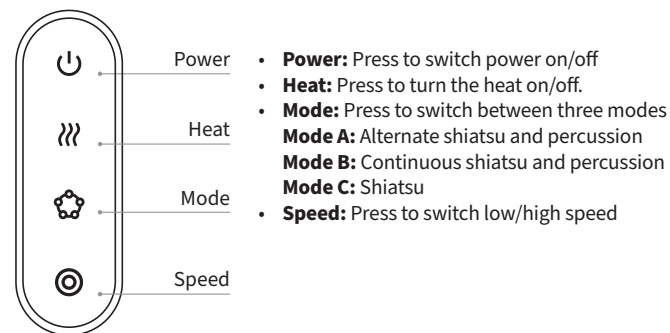 Power
Heat
Mode
Speed
• Power: Press to switch power on/off
• Heat: Press to turn the heat on/off.
• Mode: Press to switch between three modes
Mode A: Alternate shiatsu and percussion
Mode B: Continuous shiatsu and percussion
Mode C: Shiatsu
• Speed: Press to switch low/high speed